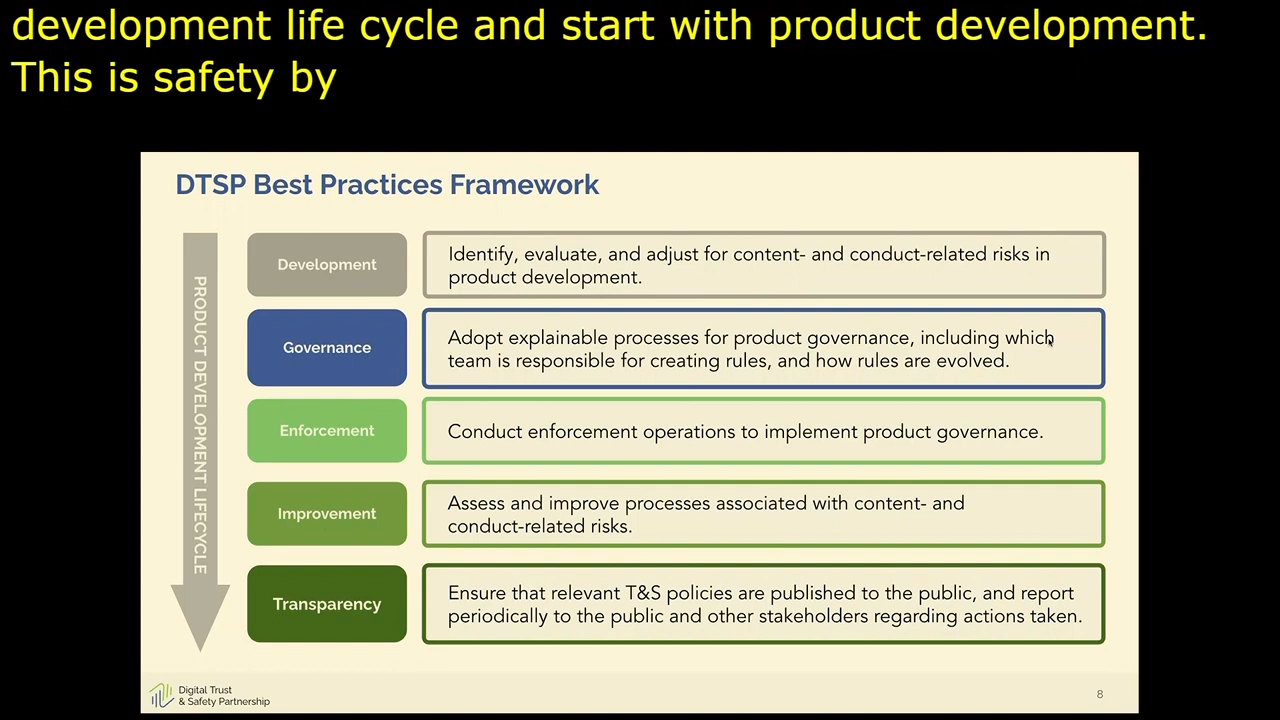 development life cycle and start with product development.
This is safety by
DTSP Best Practices Framework
PRODUCT DEVELOPMENT LIFECYCLE
Development
Identify, evaluate, and adjust for content- and conduct-related risks in
product development.
Governance
Adopt explainable processes for product governance, including which
team is responsible for creating rules, and how rules are evolved.
Enforcement
Conduct enforcement operations to implement product governance.
Improvement
Assess and improve processes associated with content- and
conduct-related risks.
Transparency
Ensure that relevant T&S policies are published to the public, and report
periodically to the public and other stakeholders regarding actions taken.
Digital Trust
& Safety Partnership
8